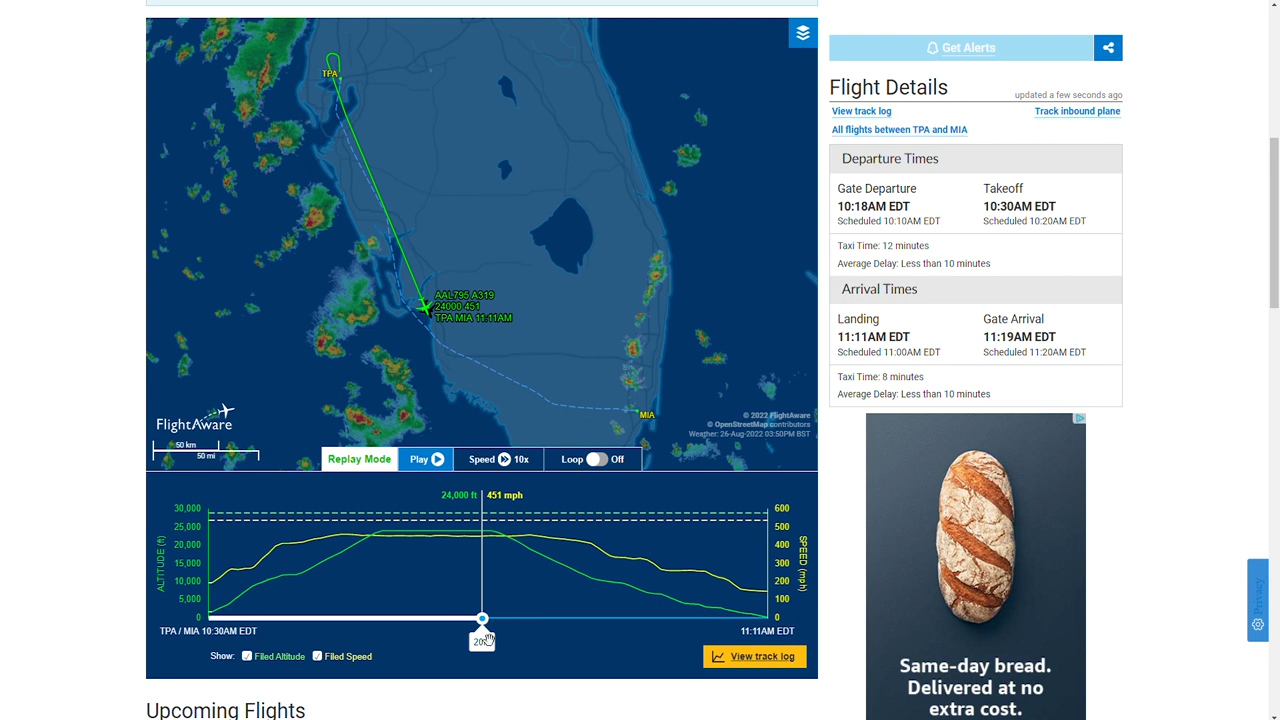 TPA
AAL795 A319
24000 451
TPA MIA 11:11AM
MIA
FlightAware
50 km
50 mi
© 2022 FlightAware
© OpenStreetMap contributors
Weather: 26-Aug-2022 03:50PM BST
Replay Mode
Play
Speed 10x
Loop Off
24,000 ft 451 mph
30,000
25,000
20,000
15,000
10,000
5,000
0
ALTITUDE (ft)
600
500
400
300
200
100
0
SPEED (mph)
TPA / MIA 10:30AM EDT
11:11AM EDT
Show: Filed Altitude Filed Speed
View track log
Upcoming Flights
Get Alerts
Flight Details
updated a few seconds ago
View track log
Track inbound plane
All flights between TPA and MIA
Departure Times
Gate Departure
10:18AM EDT
Scheduled 10:10AM EDT
Takeoff
10:30AM EDT
Scheduled 10:20AM EDT
Taxi Time: 12 minutes
Average Delay: Less than 10 minutes
Arrival Times
Landing
11:11AM EDT
Scheduled 11:00AM EDT
Gate Arrival
11:19AM EDT
Scheduled 11:20AM EDT
Taxi Time: 8 minutes
Average Delay: Less than 10 minutes
Same-day bread.
Delivered at no
extra cost.
Privacy